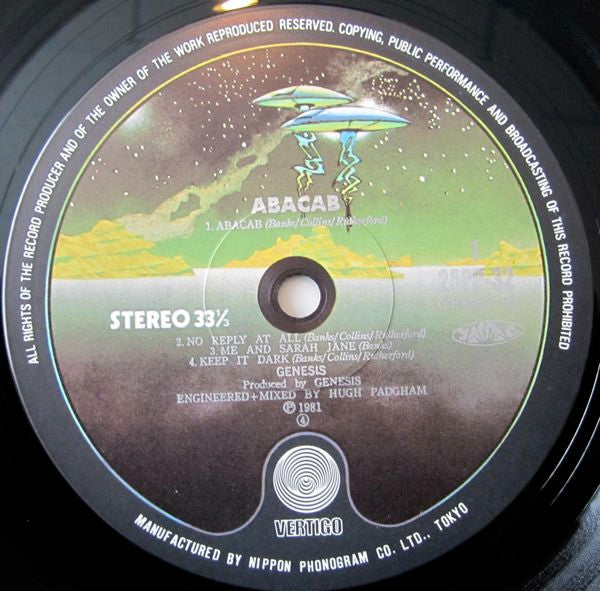 ALL RIGHTS OF THE RECORD PRODUCER AND OF THE OWNER OF THE WORK REPRODUCED RESERVED. COPYING, PUBLIC PERFORMANCE AND BROADCASTING OF THIS RECORD PROHIBITED
ABACAB
1. ABACAB (Banks/Collins/Rutherford)
1
STEREO 33⅓
2. NO REPLY AT ALL (Banks/Collins/Rutherford)
3. ME AND SARAH JANE (Banks)
4. KEEP IT DARK (Banks/Collins/Rutherford)
GENESIS
Produced by GENESIS
ENGINEERED+MIXED BY HUGH PADGHAM
Ⓟ 1981
④
JASRAC
VERTIGO
MANUFACTURED BY NIPPON PHONOGRAM CO. LTD., TOKYO